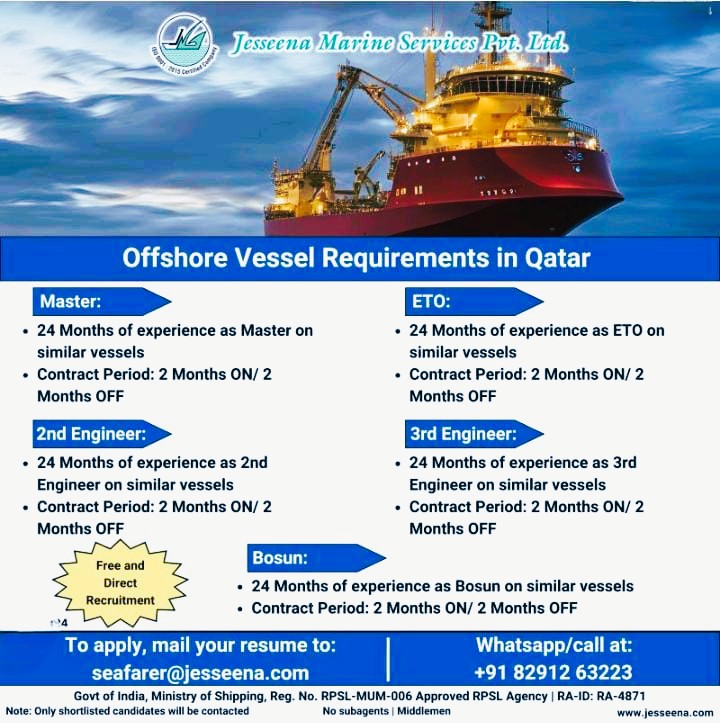 Jesseena Marine Services Pvt. Ltd.
Offshore Vessel Requirements in Qatar
Master:
• 24 Months of experience as Master on
similar vessels
• Contract Period: 2 Months ON/ 2
Months OFF
ETO:
• 24 Months of experience as ETO on
similar vessels
• Contract Period: 2 Months ON/ 2
Months OFF
2nd Engineer:
• 24 Months of experience as 2nd
Engineer on similar vessels
• Contract Period: 2 Months ON/ 2
Months OFF
3rd Engineer:
• 24 Months of experience as 3rd
Engineer on similar vessels
• Contract Period: 2 Months ON/ 2
Months OFF
Free and
Direct
Recruitment
Bosun:
• 24 Months of experience as Bosun on similar vessels
• Contract Period: 2 Months ON/ 2 Months OFF
To apply, mail your resume to:
seafarer@jesseena.com
Whatsapp/call at:
+91 82912 63223
Govt of India, Ministry of Shipping, Reg. No. RPSL-MUM-006 Approved RPSL Agency | RA-ID: RA-4871
Note: Only shortlisted candidates will be contacted No subagents | Middlemen www.jesseena.com